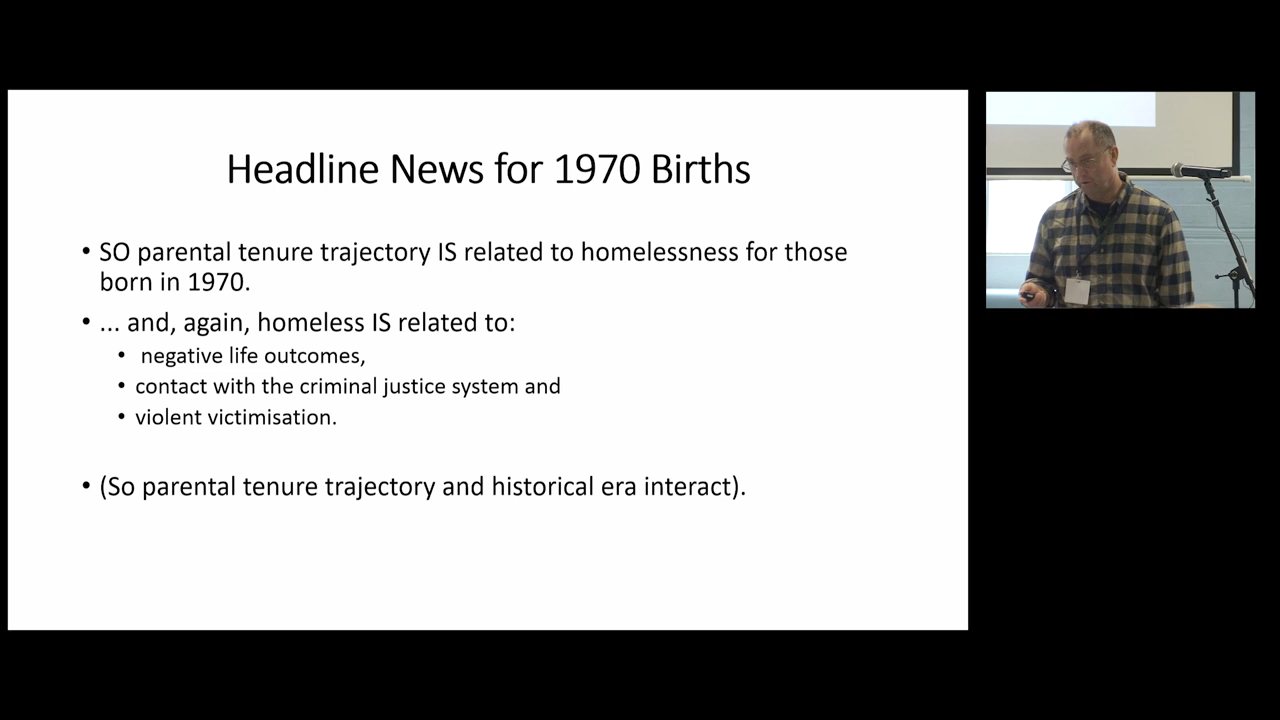 Headline News for 1970 Births
• SO parental tenure trajectory IS related to homelessness for those
born in 1970.
• ... and, again, homeless IS related to:
• negative life outcomes,
• contact with the criminal justice system and
• violent victimisation.
• (So parental tenure trajectory and historical era interact).